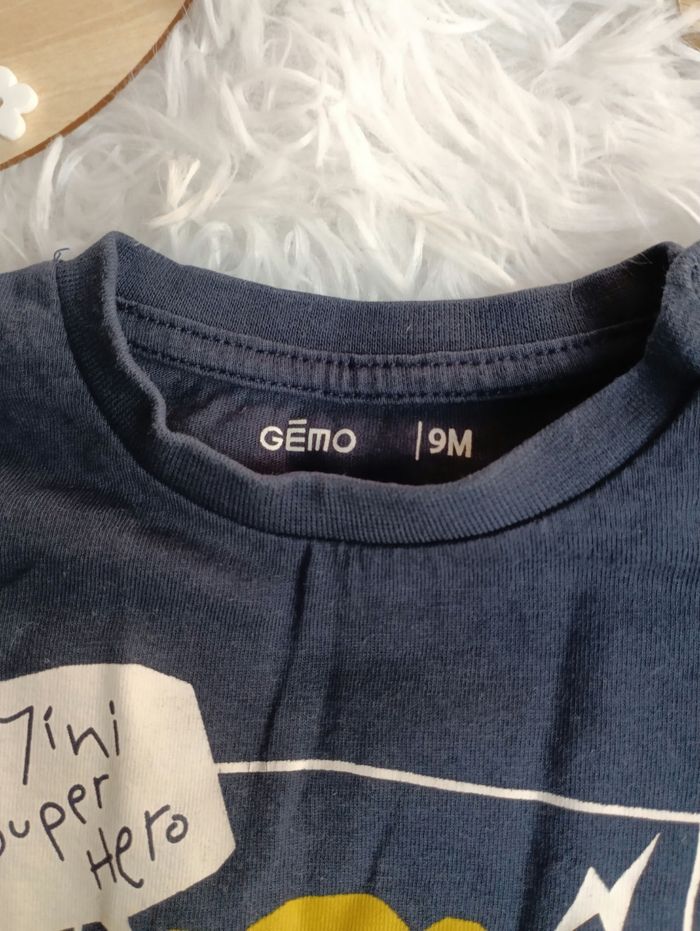 GĒMO | 9M
Mini
Super
Hero